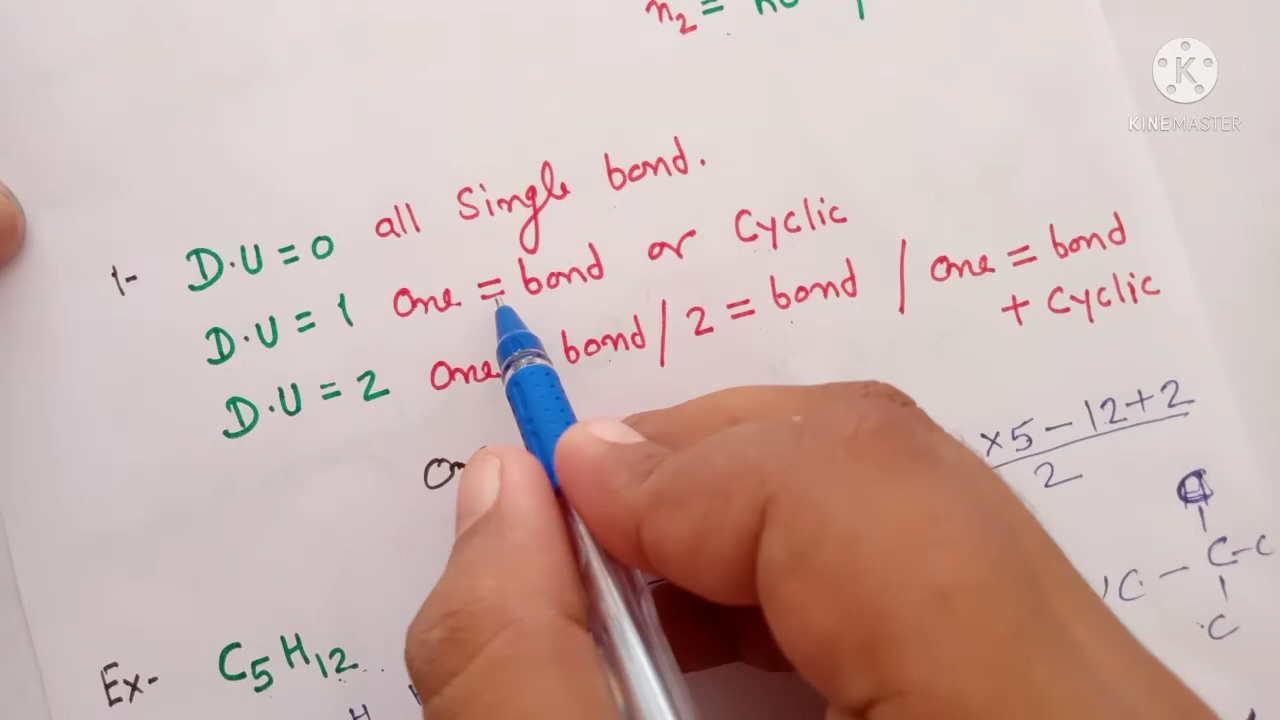 n2 =
KINEMASTER
1- D.U = 0 all Single bond.
D.U = 1 One = bond or Cyclic
D.U = 2 One bond / 2 = bond / one = bond
+ Cyclic
×5-12+2
2
H
C - C-C
C
Ex- C5H12
H